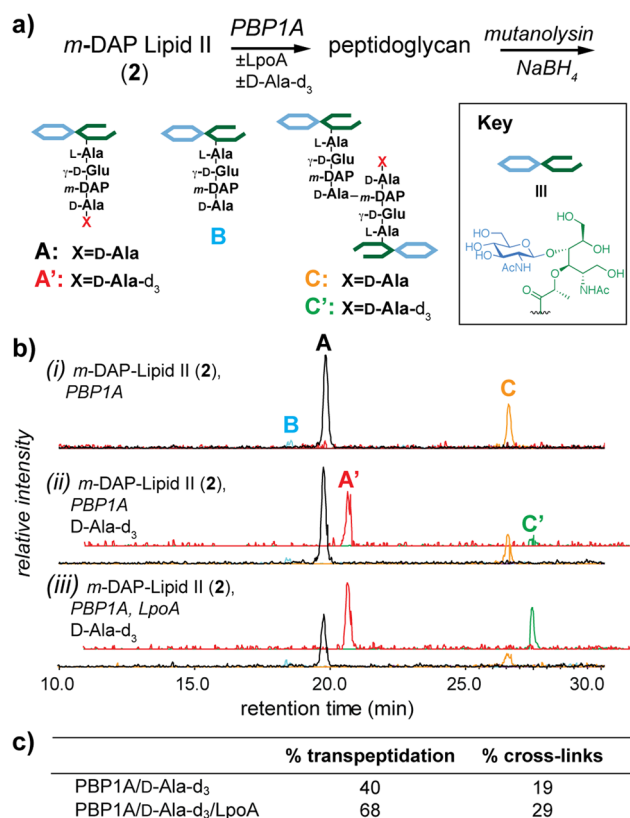 a)
m-DAP Lipid II
(2)
PBP1A
±LpoA
±D-Ala-d3
peptidoglycan
mutanolysin
NaBH4
L-Ala
γ-D-Glu
m-DAP
D-Ala
X
A: X=D-Ala
A': X=D-Ala-d3
L-Ala
γ-D-Glu
m-DAP
D-Ala
B
L-Ala
γ-D-Glu
m-DAP
D-Ala
X
D-Ala
m-DAP
γ-D-Glu
L-Ala
C: X=D-Ala
C': X=D-Ala-d3
Key
III
HO
HO
HO
AcNH
O
O
O
OH
OH
OH
NHAc
O
b)
relative intensity
(i) m-DAP-Lipid II (2),
PBP1A
B
A
C
(ii) m-DAP-Lipid II (2),
PBP1A
D-Ala-d3
A'
C'
(iii) m-DAP-Lipid II (2),
PBP1A, LpoA
D-Ala-d3
10.0 15.0 20.0 25.0 30.0
retention time (min)
c)
% transpeptidation % cross-links
PBP1A/D-Ala-d3 40 19
PBP1A/D-Ala-d3/LpoA 68 29